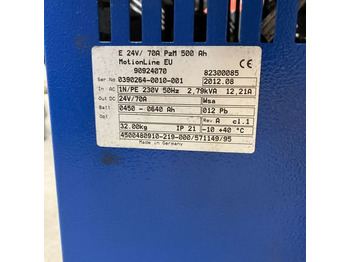 E 24V/ 70A PzM 500 Ah
MotionLine EU
90924070 82300085
Ser.No 0390264-0010-001 2012.08
In: AC 1N/PE 230V 50Hz 2,79kVA 12,21A
Out DC 24V/70A Wsa
Batt. 0450 - 0640 Ah 012 Pb
Opt Rev.A cl.1
32.00kg IP 21 -10 +40 °C
4500480910-219-000/571149/95
Made in Germany